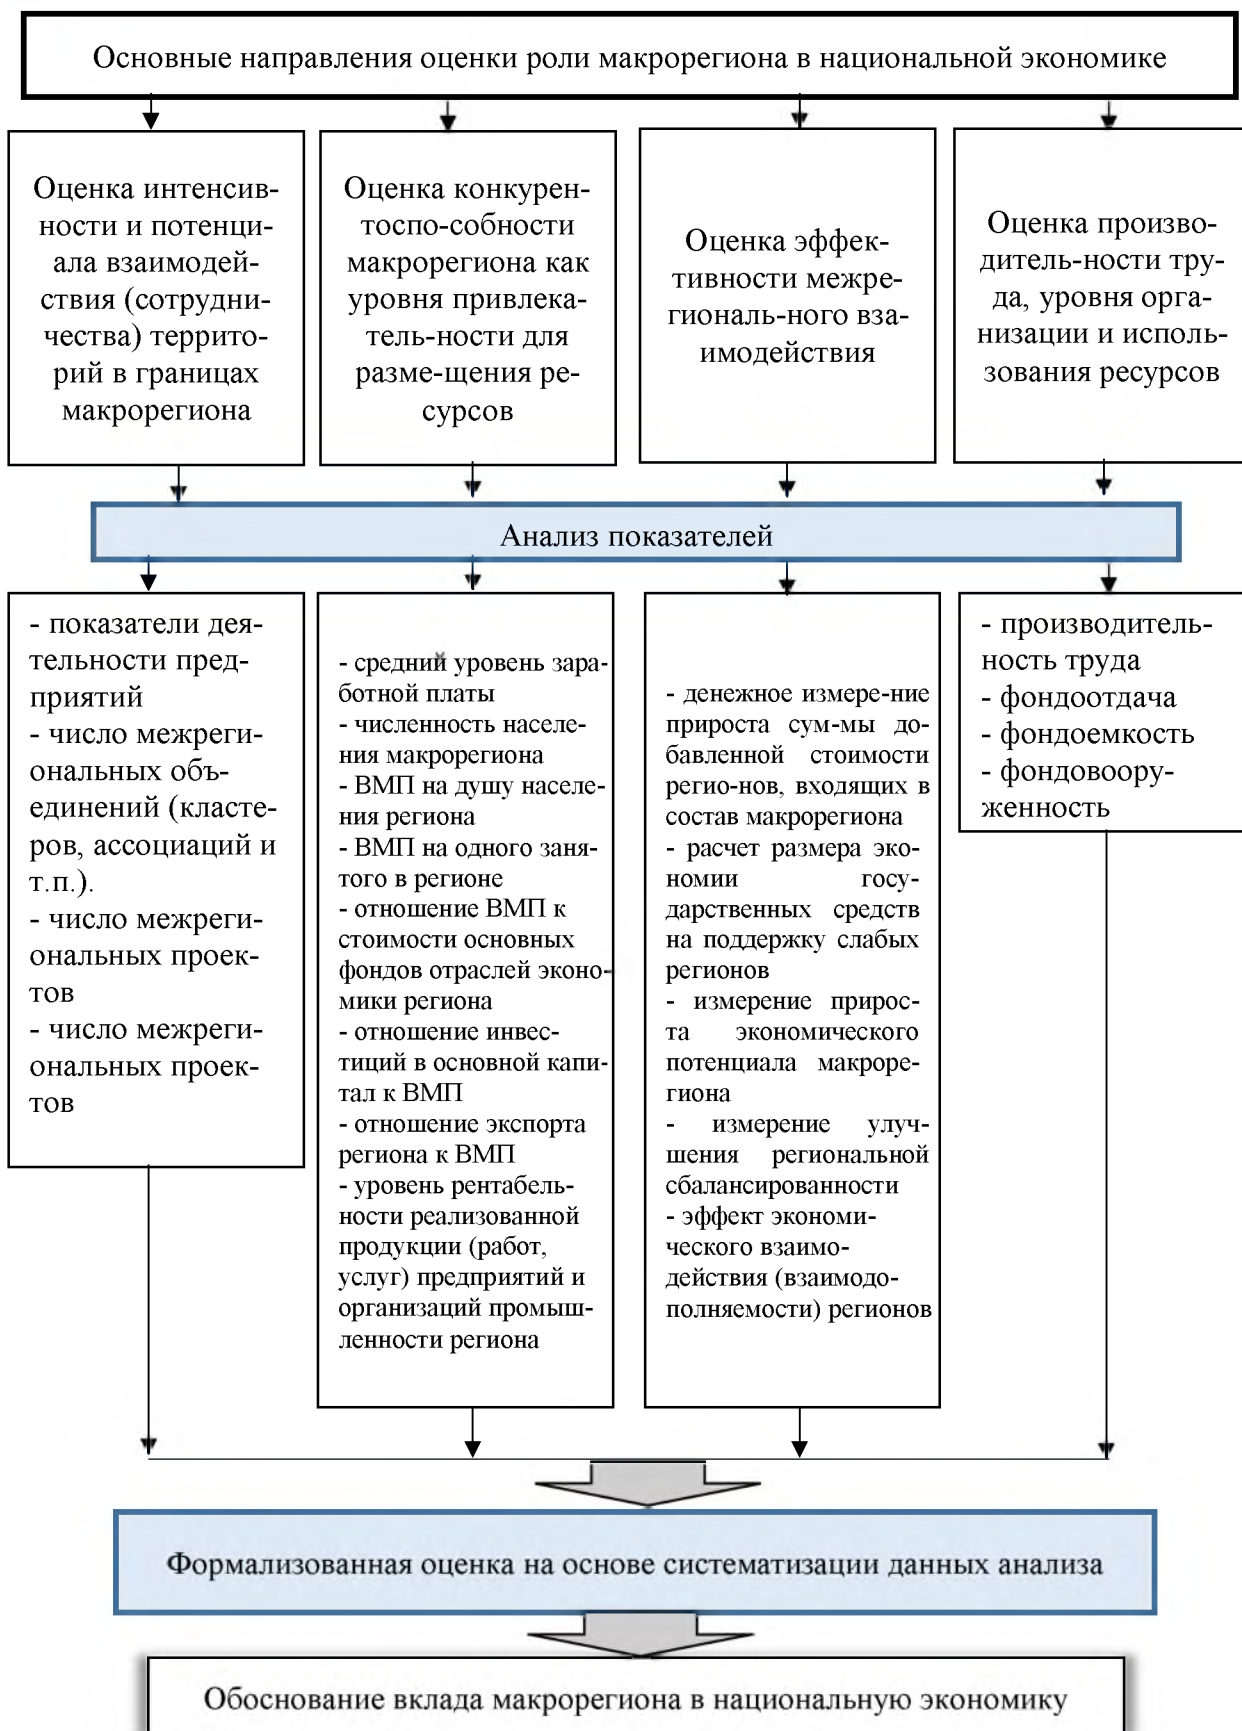 Основные направления оценки роли макрорегиона в национальной экономике
Оценка интенсив-
ности и потенци-
ала взаимодей-
ствия (сотрудни-
чества) террито-
рий в границах
макрорегиона
Оценка конкурен-
тоспо-собности
макрорегиона как
уровня привлека-
тель-ности для
разме-щения ре-
сурсов
Оценка эффек-
тивности межре-
гиональ-ного вза-
имодействия
Оценка произво-
дитель-ности тру-
да, уровня орга-
низации и исполь-
зования ресурсов
Анализ показателей
- показатели дея-
тельности пред-
приятий
- число межреги-
ональных объ-
единений (класте-
ров, ассоциаций и
т.п.).
- число межреги-
ональных проек-
тов
- число межреги-
ональных проек-
тов
- средний уровень зара-
ботной платы
- численность населе-
ния макрорегиона
- ВМП на душу населе-
ния региона
- ВМП на одного заня-
того в регионе
- отношение ВМП к
стоимости основных
фондов отраслей эконо-
мики региона
- отношение инвес-
тиций в основной капи-
тал к ВМП
- отношение экспорта
региона к ВМП
- уровень рентабель-
ности реализованной
продукции (работ,
услуг) предприятий и
организаций промыш-
ленности региона
- денежное измере-ние
прироста сум-мы до-
бавленной стоимости
регио-нов, входящих в
состав макрорегиона
- расчет размера эко-
номии госу-
дарственных средств
на поддержку слабых
регионов
- измерение прирос-
та экономического
потенциала макроре-
гиона
- измерение улуч-
шения региональной
сбалансированности
- эффект экономи-
ческого взаимо-
действия (взаимодо-
полняемости) регионов
- производитель-
ность труда
- фондоотдача
- фондоемкость
- фондовоору-
женность
Формализованная оценка на основе систематизации данных анализа
Обоснование вклада макрорегиона в национальную экономику